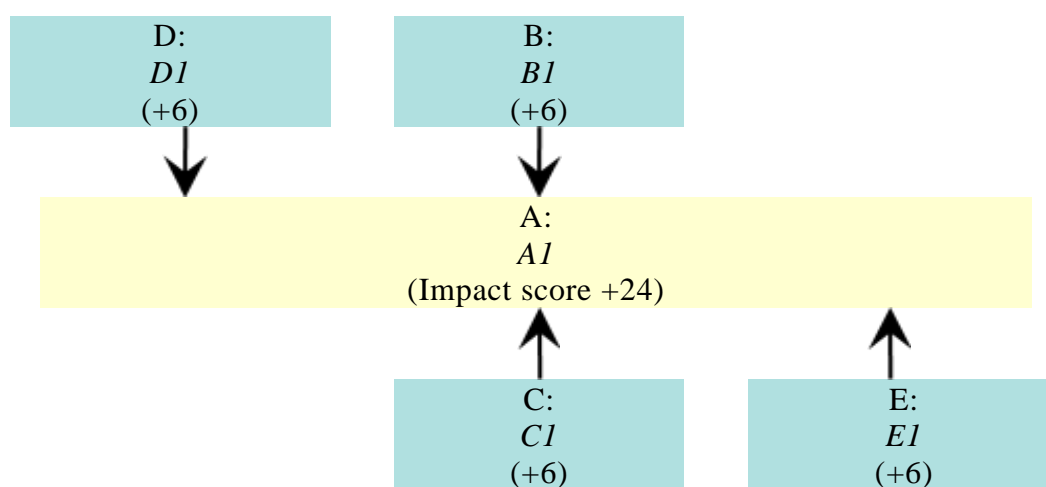 D:
D1
(+6)
B:
B1
(+6)
A:
A1
(Impact score +24)
C:
C1
(+6)
E:
E1
(+6)